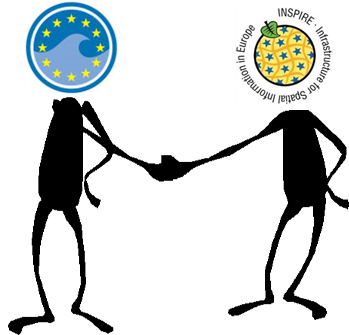 INSPIRE · Infrastructure for Spatial Information in Europe